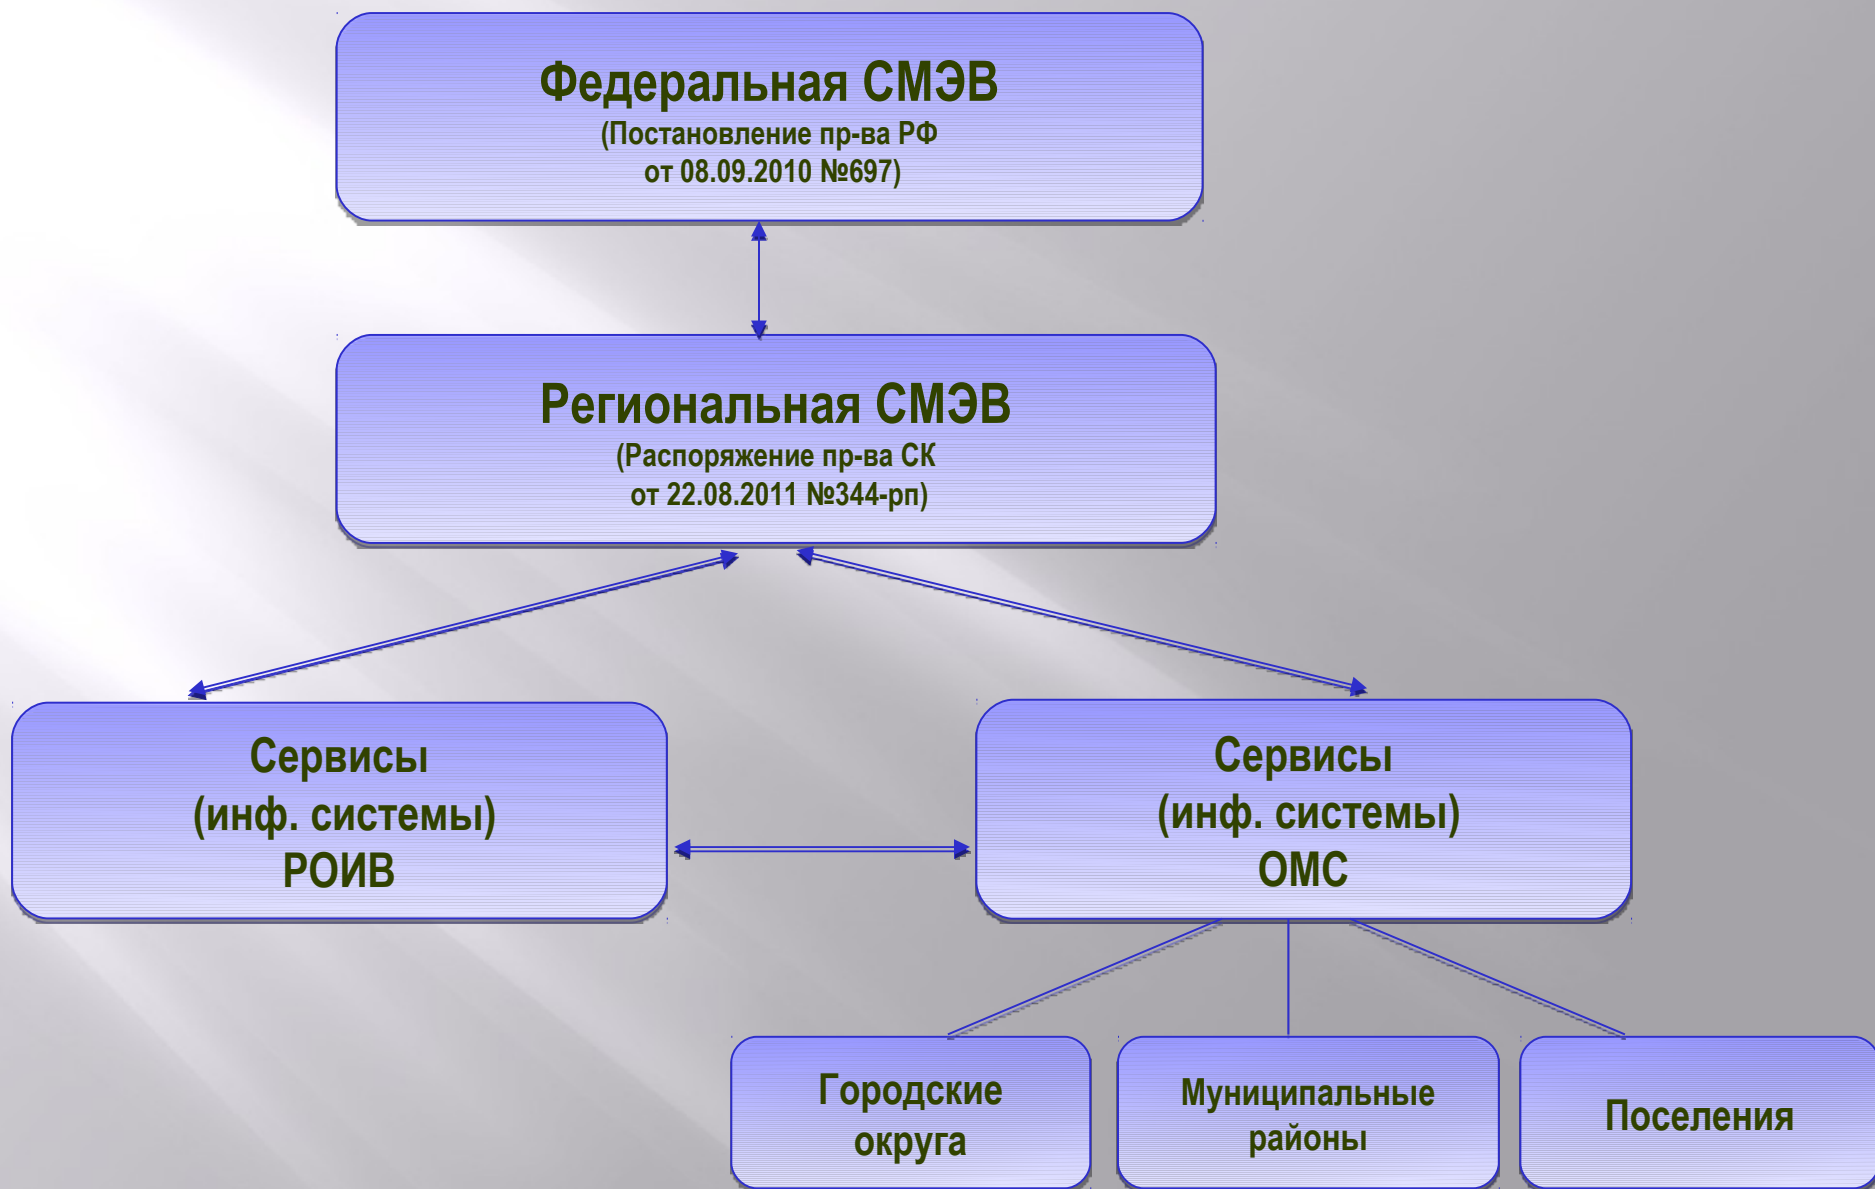 Федеральная СМЭВ
(Постановление пр-ва РФ
от 08.09.2010 №697)
Региональная СМЭВ
(Распоряжение пр-ва СК
от 22.08.2011 №344-рп)
Сервисы
(инф. системы)
РОИВ
Сервисы
(инф. системы)
ОМС
Городские
округа
Муниципальные
районы
Поселения